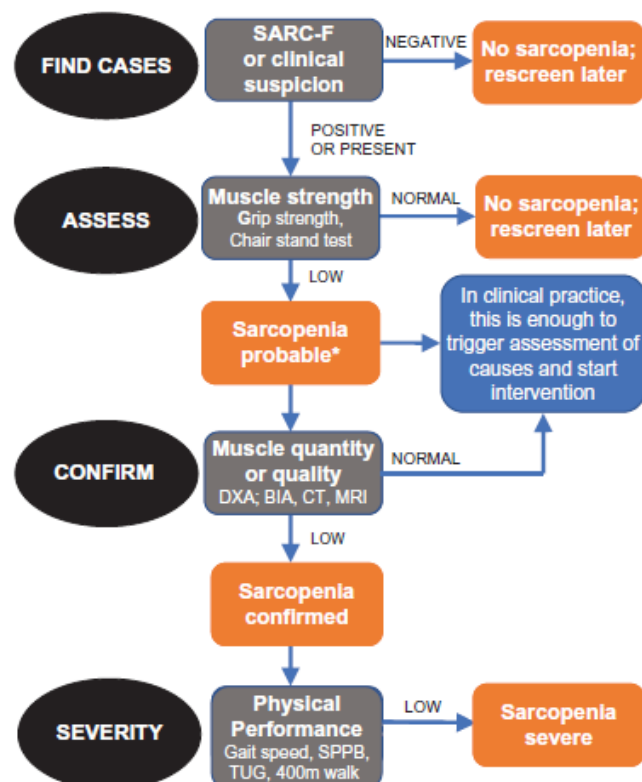 FIND CASES
SARC-F
or clinical
suspicion
NEGATIVE
No sarcopenia;
rescreen later
POSITIVE
OR PRESENT
ASSESS
Muscle strength
Grip strength,
Chair stand test
NORMAL
No sarcopenia;
rescreen later
LOW
Sarcopenia
probable*
In clinical practice,
this is enough to
trigger assessment of
causes and start
intervention
CONFIRM
Muscle quantity
or quality
DXA; BIA, CT, MRI
NORMAL
LOW
Sarcopenia
confirmed
SEVERITY
Physical
Performance
Gait speed, SPPB,
TUG, 400m walk
LOW
Sarcopenia
severe